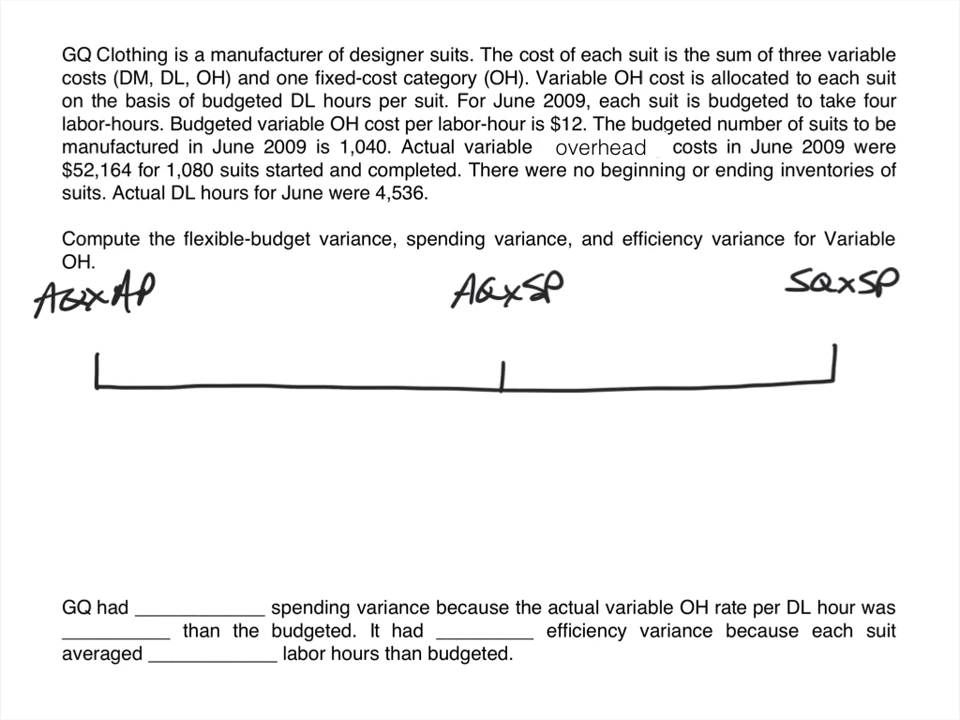 GQ Clothing is a manufacturer of designer suits. The cost of each suit is the sum of three variable
costs (DM, DL, OH) and one fixed-cost category (OH). Variable OH cost is allocated to each suit
on the basis of budgeted DL hours per suit. For June 2009, each suit is budgeted to take four
labor-hours. Budgeted variable OH cost per labor-hour is $12. The budgeted number of suits to be
manufactured in June 2009 is 1,040. Actual variable overhead costs in June 2009 were
$52,164 for 1,080 suits started and completed. There were no beginning or ending inventories of
suits. Actual DL hours for June were 4,536.
Compute the flexible-budget variance, spending variance, and efficiency variance for Variable
OH.
AQxAP AQxSP SQxSP
GQ had ____________ spending variance because the actual variable OH rate per DL hour was
__________ than the budgeted. It had _________ efficiency variance because each suit
averaged ____________ labor hours than budgeted.